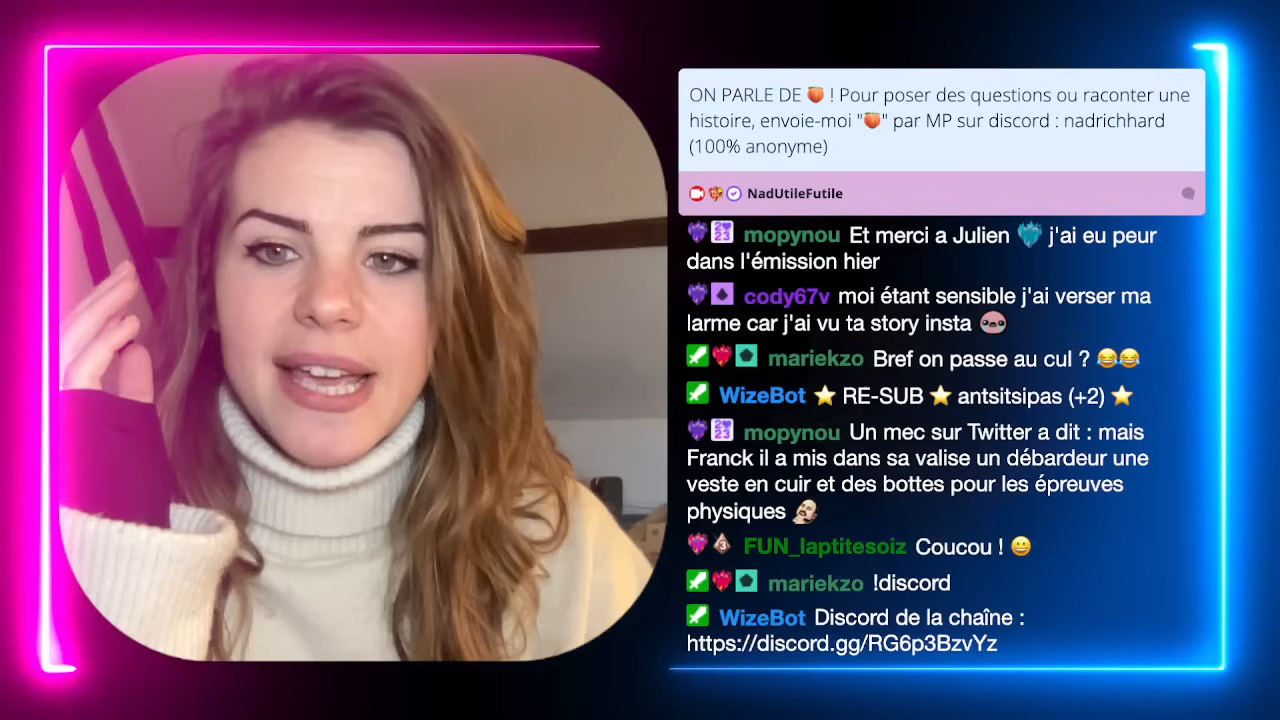 ON PARLE DE 🍑 ! Pour poser des questions ou raconter une
histoire, envoie-moi "🍑" par MP sur discord : nadrichhard
(100% anonyme)
NadUtileFutile
mopynou Et merci a Julien j'ai eu peur
dans l'émission hier
cody67v moi étant sensible j'ai verser ma
larme car j'ai vu ta story insta
mariekzo Bref on passe au cul ? 😂😂
WizeBot ⭐ RE-SUB ⭐ antsitsipas (+2) ⭐
mopynou Un mec sur Twitter a dit : mais
Franck il a mis dans sa valise un débardeur une
veste en cuir et des bottes pour les épreuves
physiques
FUN_laptitesoiz Coucou ! 😀
mariekzo !discord
WizeBot Discord de la chaîne :
https://discord.gg/RG6p3BzvYz